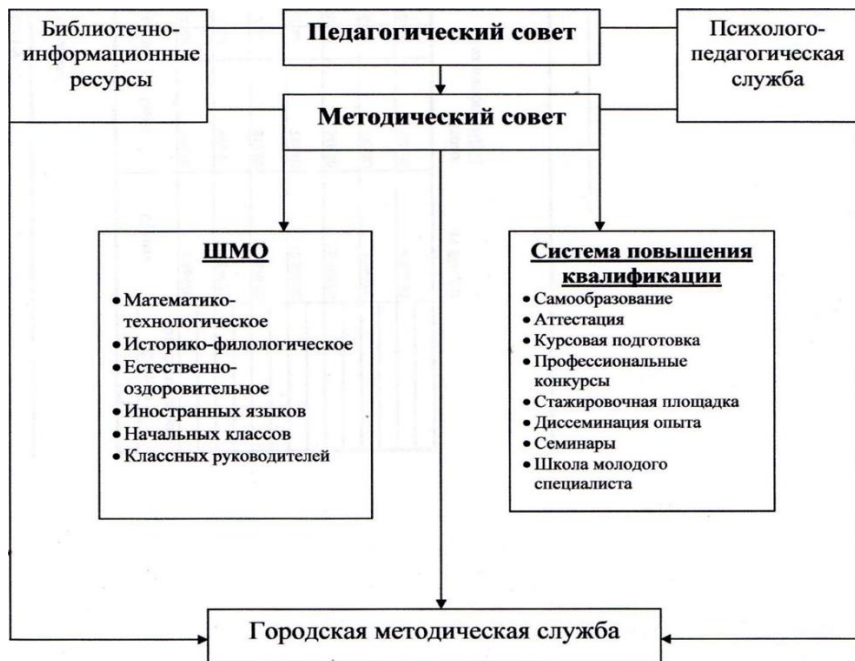 Библиотечно-
информационные
ресурсы
Педагогический совет
Психолого-
педагогическая
служба
Методический совет
ШМО
• Математико-
технологическое
• Историко-филологическое
• Естественно-
оздоровительное
• Иностранных языков
• Начальных классов
• Классных руководителей
Система повышения
квалификации
• Самообразование
• Аттестация
• Курсовая подготовка
• Профессиональные
конкурсы
• Стажировочная площадка
• Диссеминация опыта
• Семинары
• Школа молодого
специалиста
Городская методическая служба